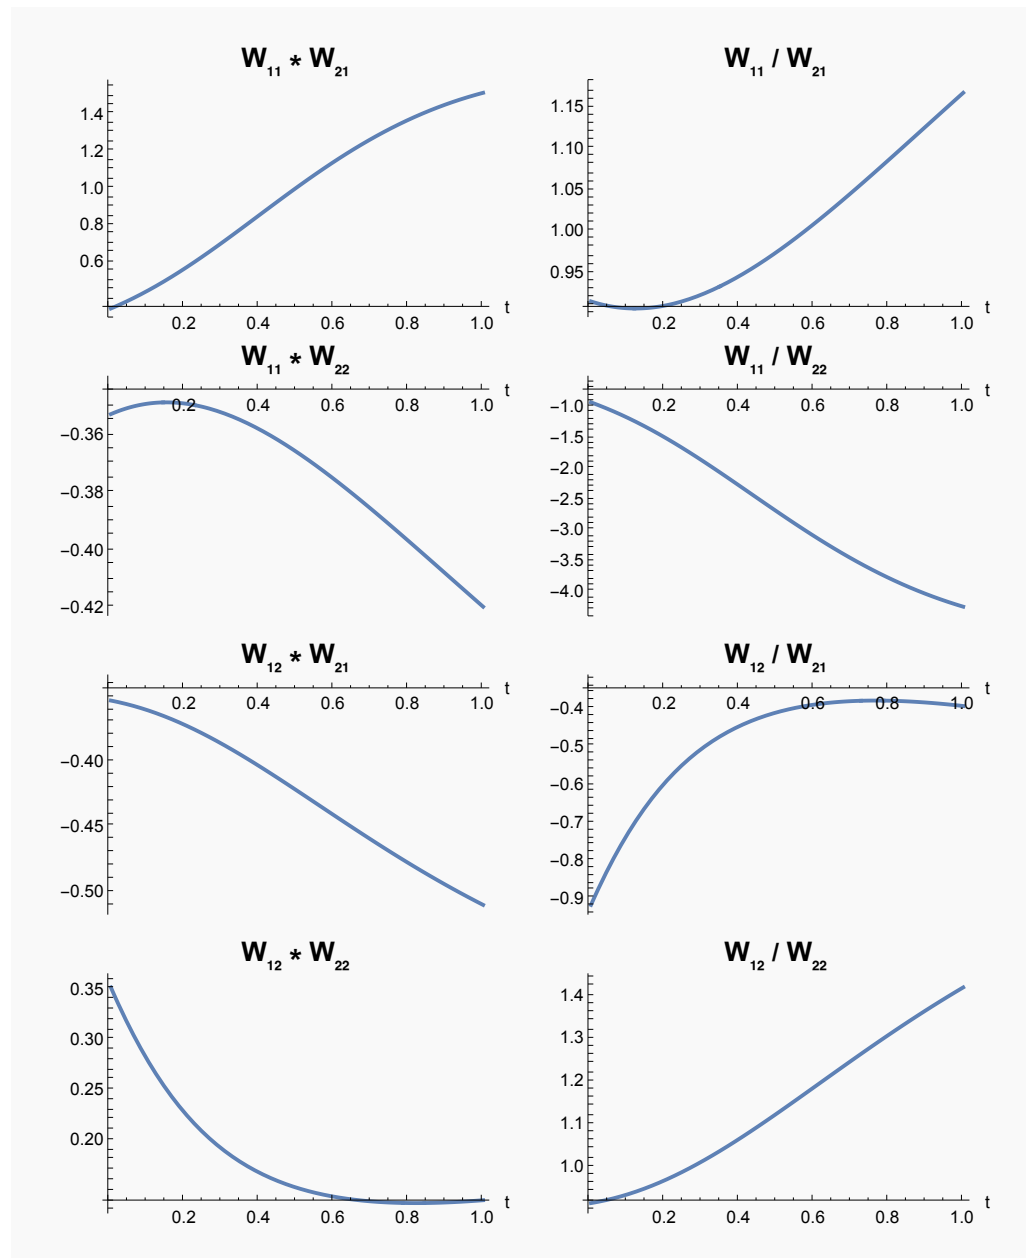 W11 * W21
W11 / W21
1.4
1.2
1.0
0.8
0.6
0.2 0.4 0.6 0.8 1.0 t
1.15
1.10
1.05
1.00
0.95
0.2 0.4 0.6 0.8 1.0 t
W11 * W22
W11 / W22
0.2 0.4 0.6 0.8 1.0 t
−0.36
−0.38
−0.40
−0.42
0.2 0.4 0.6 0.8 1.0 t
−1.0
−1.5
−2.0
−2.5
−3.0
−3.5
−4.0
W12 * W21
W12 / W21
0.2 0.4 0.6 0.8 1.0 t
−0.40
−0.45
−0.50
0.2 0.4 0.6 0.8 1.0 t
−0.4
−0.5
−0.6
−0.7
−0.8
−0.9
W12 * W22
W12 / W22
0.35
0.30
0.25
0.20
0.2 0.4 0.6 0.8 1.0 t
1.4
1.3
1.2
1.1
1.0
0.2 0.4 0.6 0.8 1.0 t